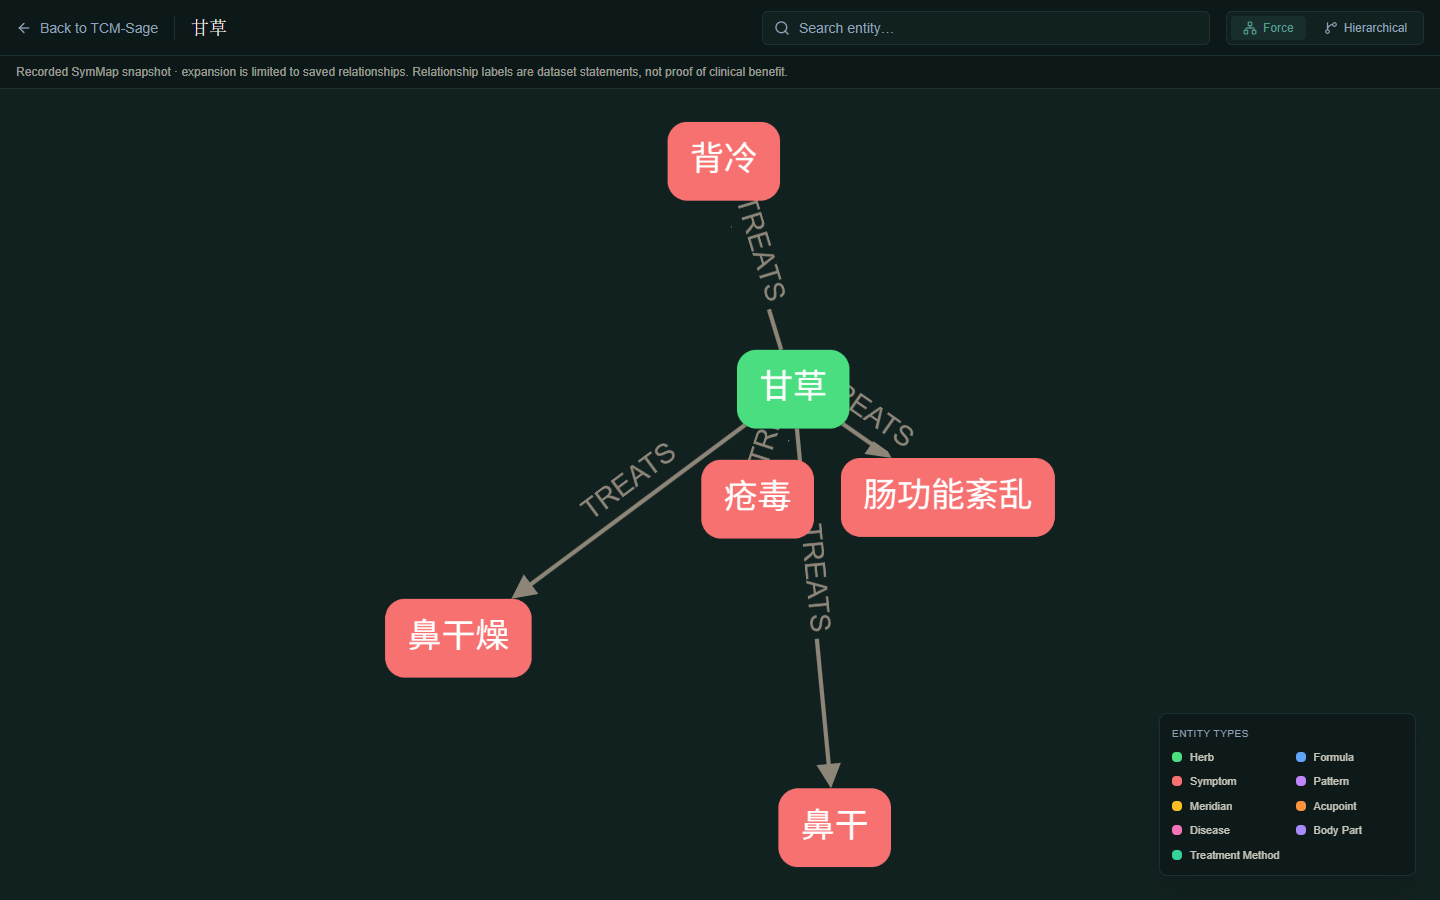 Back to TCM-Sage
甘草
Search entity…
Force
Hierarchical
Recorded SymMap snapshot · expansion is limited to saved relationships. Relationship labels are dataset statements, not proof of clinical benefit.
背冷
TREATS
甘草
TREATS
疮毒
肠功能紊乱
TREATS
鼻干燥
鼻干
ENTITY TYPES
Herb
Formula
Symptom
Pattern
Meridian
Acupoint
Disease
Body Part
Treatment Method